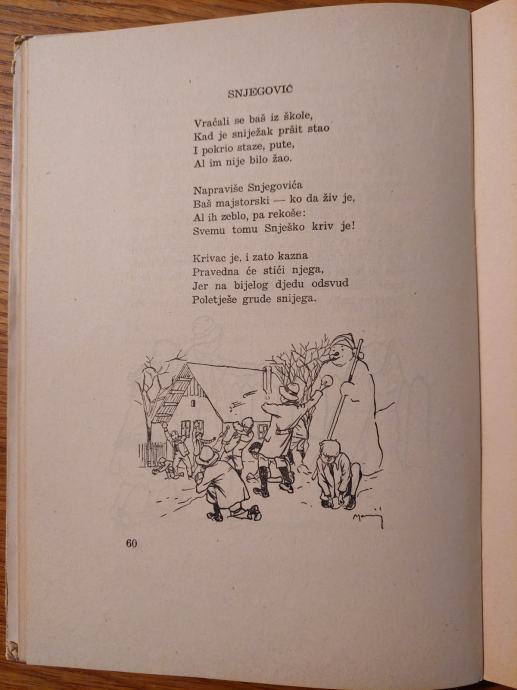 SNJEGOVIĆ
Vraćali se baš iz škole,
Kad je sniježak pršit stao
I pokrio staze, pute,
Al im nije bilo žao.
Napraviše Snjegovića
Baš majstorski — ko da živ je,
Al ih zeblo, pa rekoše:
Svemu tomu Snješko kriv je!
Krivac je, i zato kazna
Pravedna će stići njega,
Jer na bijelog djedu odsvud
Poletješe grude snijega.
60